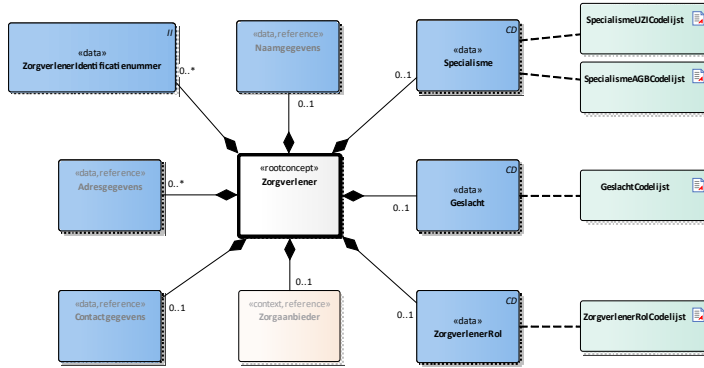 II
«data»
ZorgverlenerIdentificatienummer
0..*
«data,reference»
Naamgegevens
0..1
CD
«data»
Specialisme
0..1
SpecialismeUZICodelijst
SpecialismeAGBCodelijst
«data,reference»
Adresgegevens
0..*
«rootconcept»
Zorgverlener
CD
«data»
Geslacht
0..1
GeslachtCodelijst
«data,reference»
Contactgegevens
0..1
«context,reference»
Zorgaanbieder
0..1
CD
«data»
ZorgverlenerRol
0..1
ZorgverlenerRolCodelijst